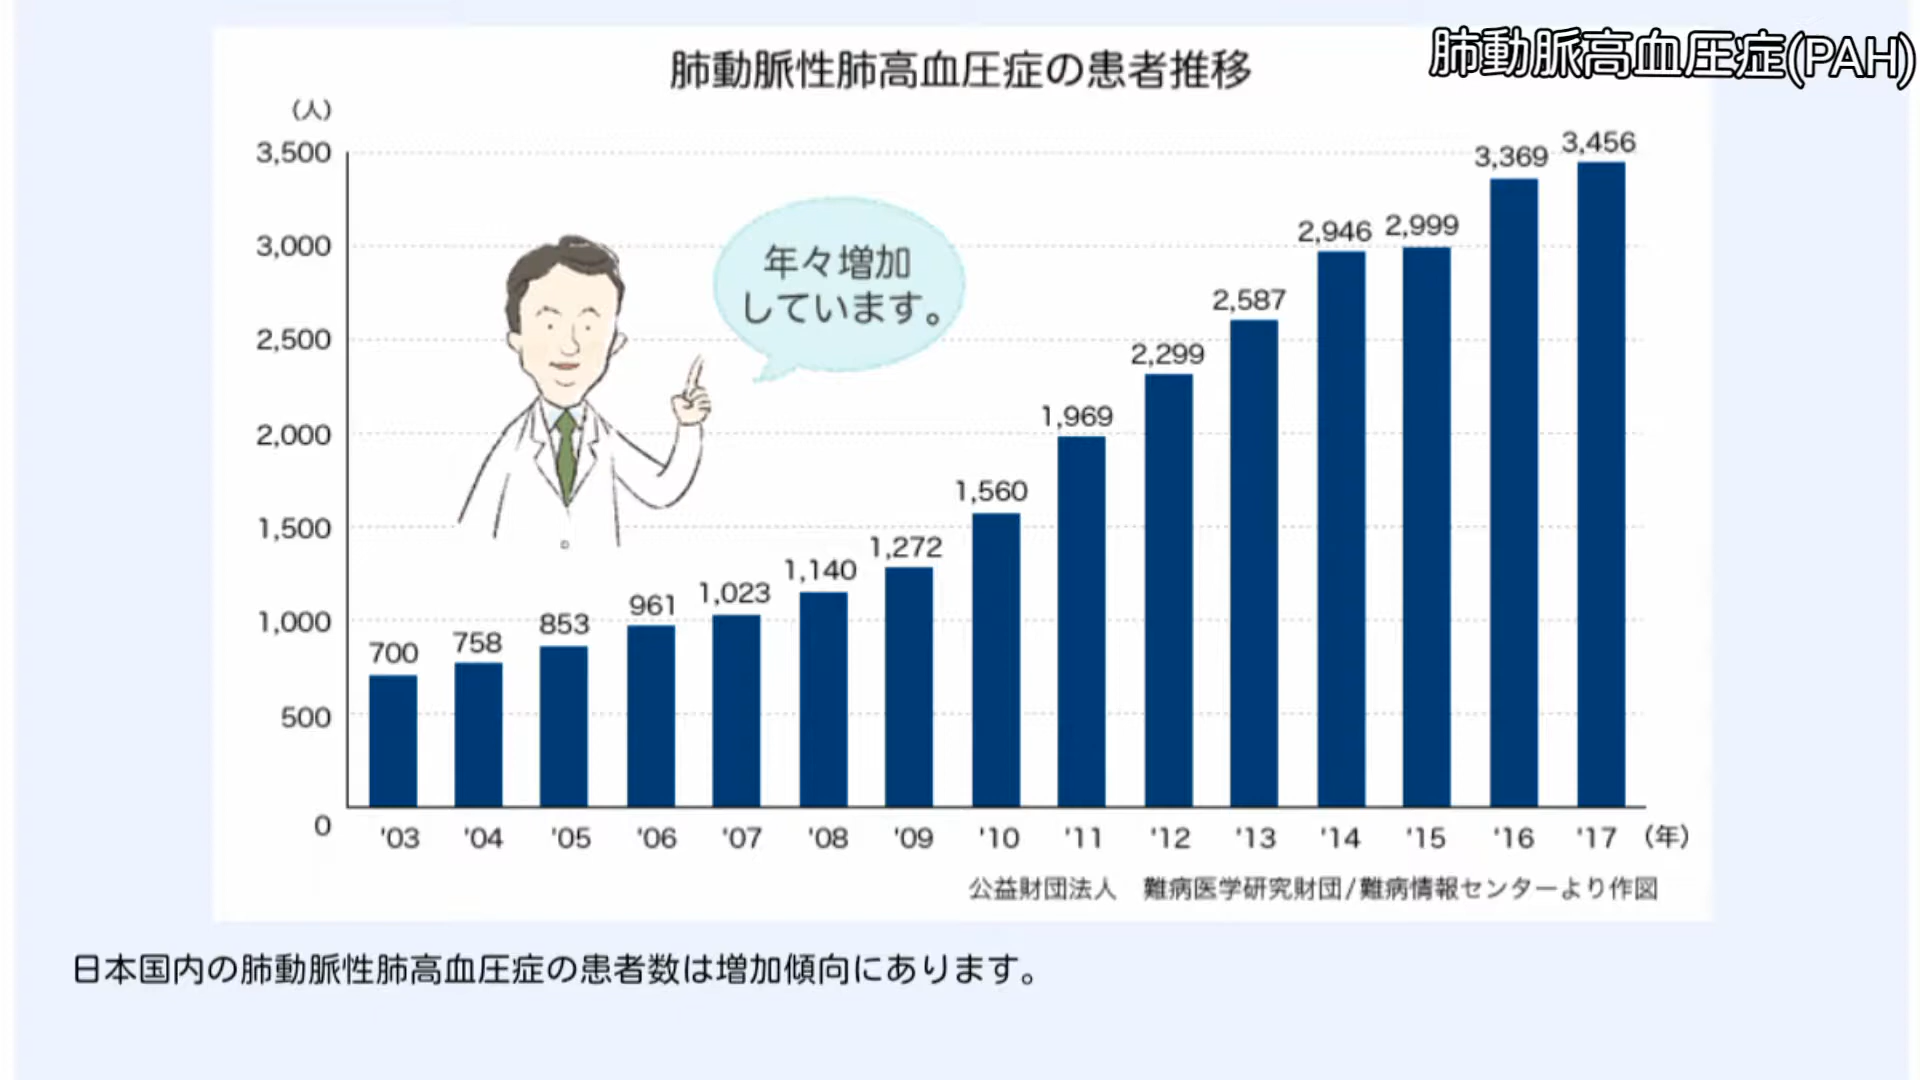 肺動脈高血圧症(PAH)
肺動脈性肺高血圧症の患者推移
(人)
3,500
3,000
2,500
2,000
1,500
1,000
500
0
年々増加
しています。
700
758
853
961
1,023
1,140
1,272
1,560
1,969
2,299
2,587
2,946
2,999
3,369
3,456
'03 '04 '05 '06 '07 '08 '09 '10 '11 '12 '13 '14 '15 '16 '17 (年)
公益財団法人 難病医学研究財団/難病情報センターより作図
日本国内の肺動脈性肺高血圧症の患者数は増加傾向にあります。